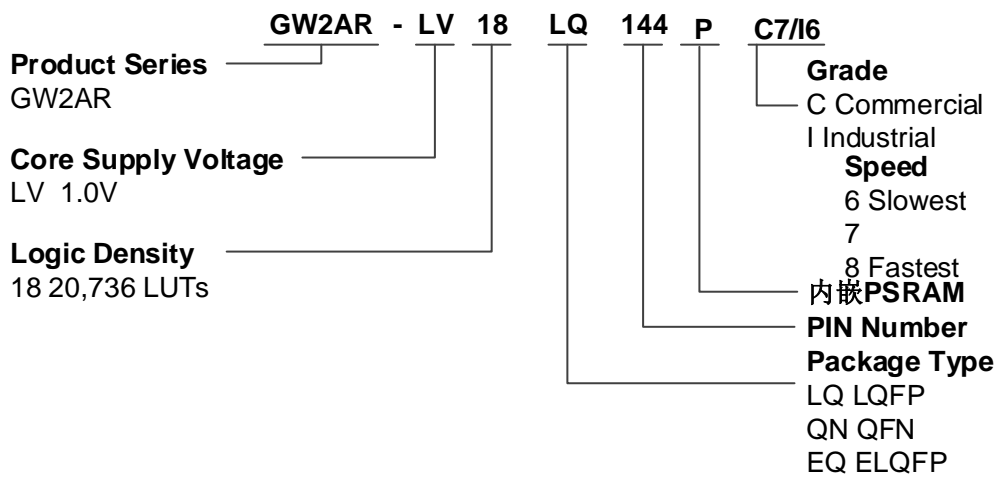 GW2AR - LV 18 LQ 144 P C7/I6
Product Series
GW2AR
Core Supply Voltage
LV 1.0V
Logic Density
18 20,736 LUTs
Grade
C Commercial
I Industrial
Speed
6 Slowest
7
8 Fastest
内嵌PSRAM
PIN Number
Package Type
LQ LQFP
QN QFN
EQ ELQFP